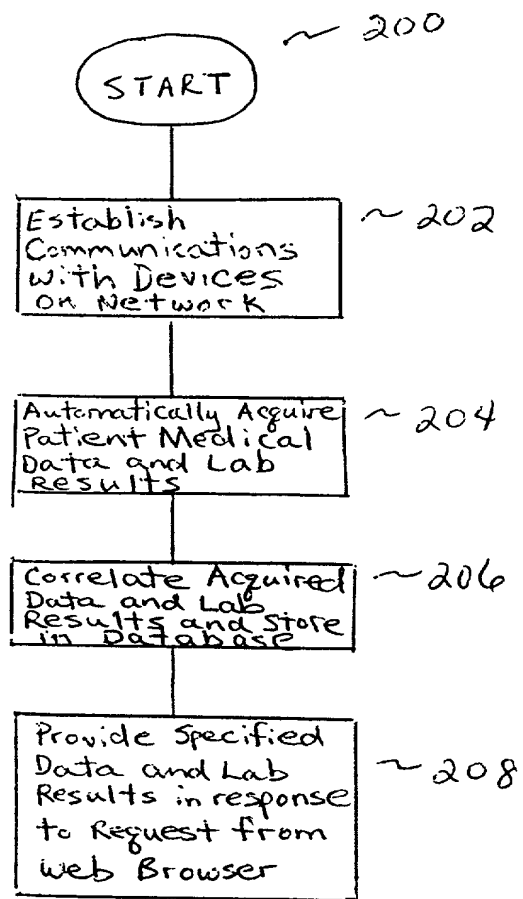 ~ 200
START
Establish
Communications
with Devices
on Network
~ 202
Automatically Acquire
Patient Medical
Data and Lab
Results
~ 204
Correlate Acquired
Data and Lab
Results and Store
in Database
~ 206
Provide Specified
Data and Lab
Results in response
to Request from
Web Browser
~ 208